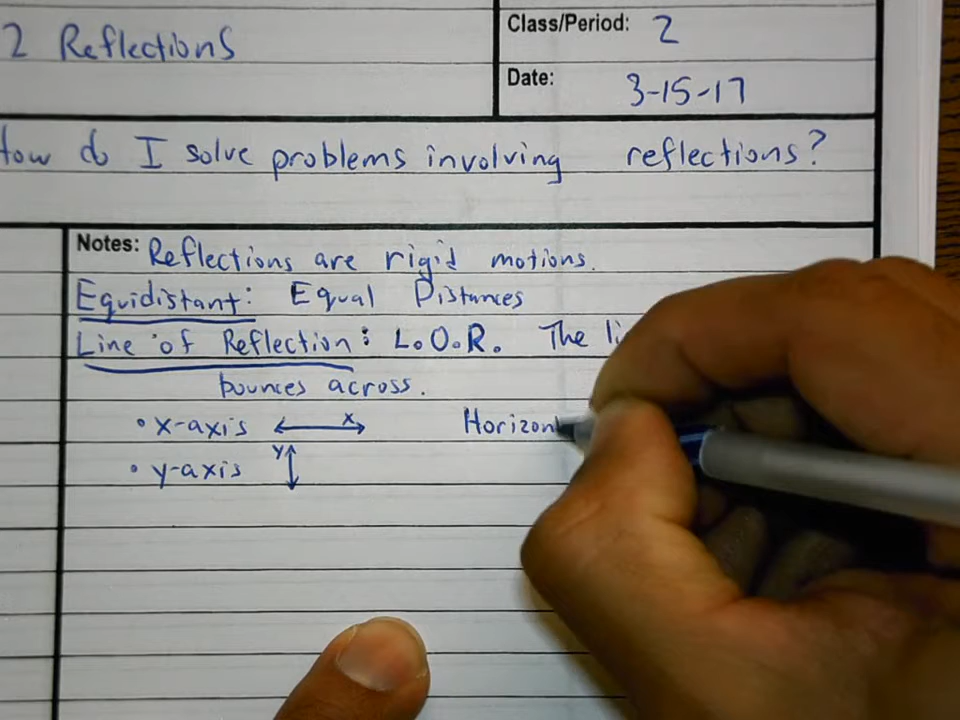 2 Reflections
Class/Period: 2
Date: 3-15-17
How do I solve problems involving reflections?
Notes: Reflections are rigid motions.
Equidistant: Equal Distances
Line of Reflection: L.O.R. The
bounces across.
• x-axis x Horizon
• y-axis y